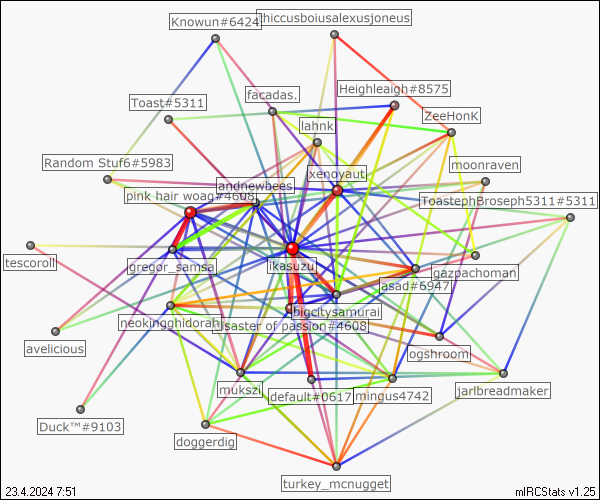 Knowun#6424
thiccusboiusalexusjoneus
Heighleaigh#8575
facadas.
Toast#5311
ZeeHonK
lahnk
Random Stuf6#5983
moonraven
xenoyaut
andnewbees
pink hair woag#4608
ToastephBroseph5311#5311
tescoroll
gregor_samsa
ikasuzu
gazpachoman
jasad#6947
bigcitysamurai
neokingghidorah
disaster of passion#4608
avelicious
ogshroom
mukszi
default#0617
mingus4742
jarlbreadmaker
Duck™#9103
doggerdig
turkey_mcnugget
23.4.2024 7:51
mIRCStats v1.25